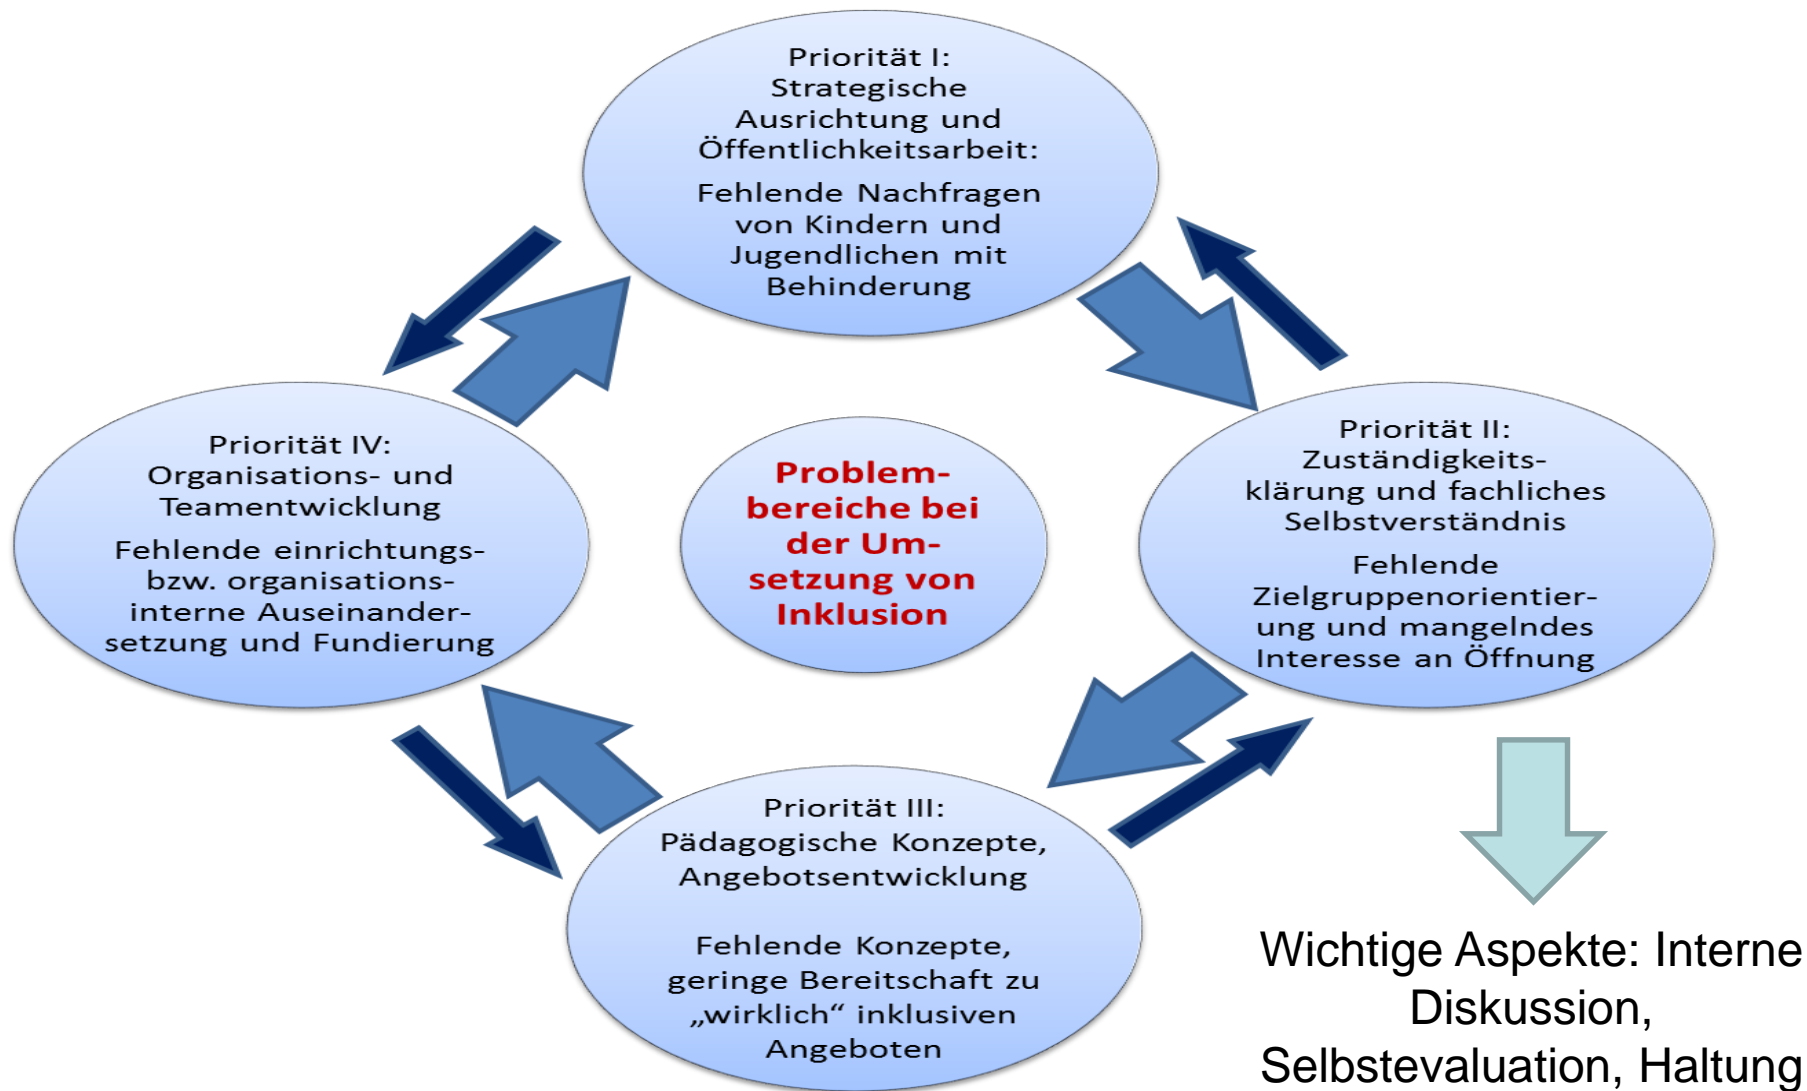 Priorität I:
Strategische
Ausrichtung und
Öffentlichkeitsarbeit:
Fehlende Nachfragen
von Kindern und
Jugendlichen mit
Behinderung
Priorität IV:
Organisations- und
Teamentwicklung
Fehlende einrichtungs-
bzw. organisations-
interne Auseinander-
setzung und Fundierung
Problem-
bereiche bei
der Um-
setzung von
Inklusion
Priorität II:
Zuständigkeits-
klärung und fachliches
Selbstverständnis
Fehlende
Zielgruppenorientier-
ung und mangelndes
Interesse an Öffnung
Priorität III:
Pädagogische Konzepte,
Angebotsentwicklung
Fehlende Konzepte,
geringe Bereitschaft zu
„wirklich“ inklusiven
Angeboten
Wichtige Aspekte: Interne
Diskussion,
Selbstevaluation, Haltung